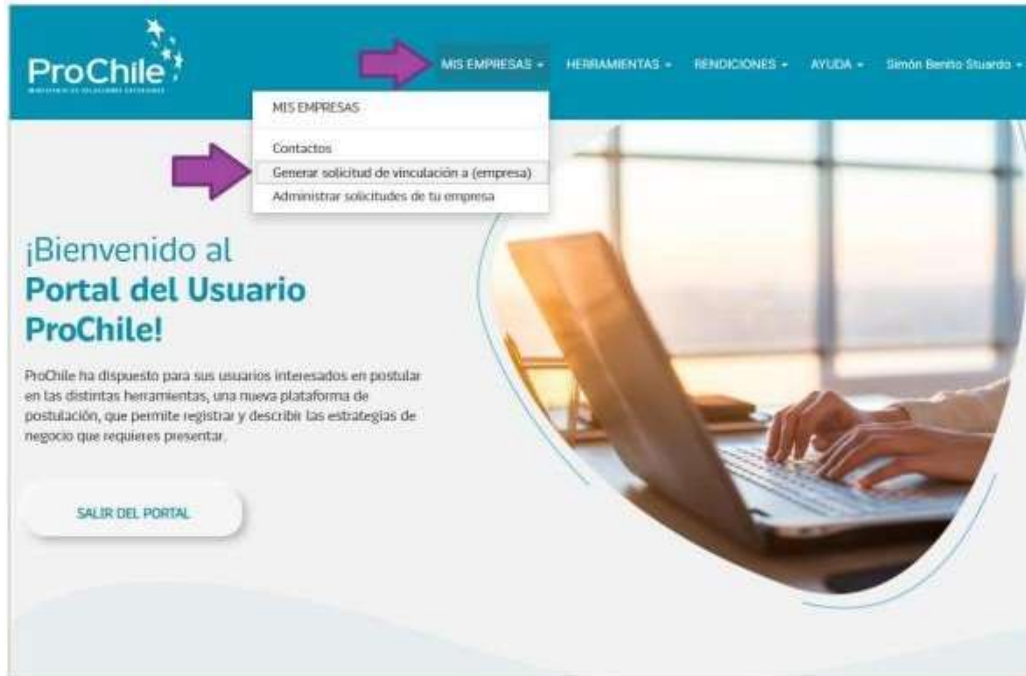 ProChile
MIS EMPRESAS
HERRAMIENTAS
RENDICIONES
AYUDA
Simón Benito Stuardo
MIS EMPRESAS
Contactos
Generar solicitud de vinculación a (empresa)
Administrar solicitudes de tu empresa
¡Bienvenido al
Portal del Usuario
ProChile!
ProChile ha dispuesto para sus usuarios interesados en postular
en las distintas herramientas, una nueva plataforma de
postulación, que permite registrar y describir las estrategias de
negocio que requieres presentar.
SALIR DEL PORTAL